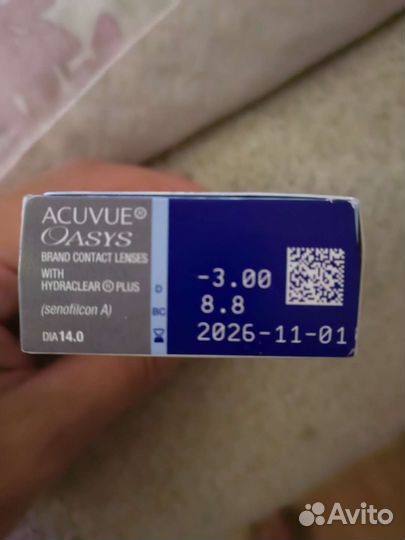 ACUVUE®
OASYS
BRAND CONTACT LENSES
WITH
HYDRACLEAR® PLUS
(senofilcon A)
DIA 14.0
D
-3.00
BC
8.8
2026-11-01
Avito